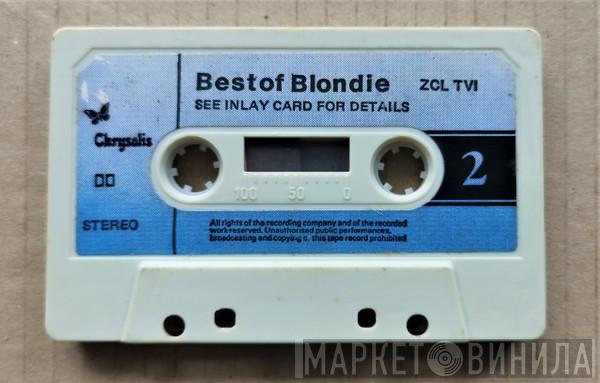 Best of Blondie ZCL TV1
SEE INLAY CARD FOR DETAILS
Chrysalis
STEREO
100 50 0
2
All rights of the recording company and of the recorded
work reserved. Unauthorised public performances,
broadcasting and copying of this tape record prohibited
МАРКЕТ ВИНИЛА